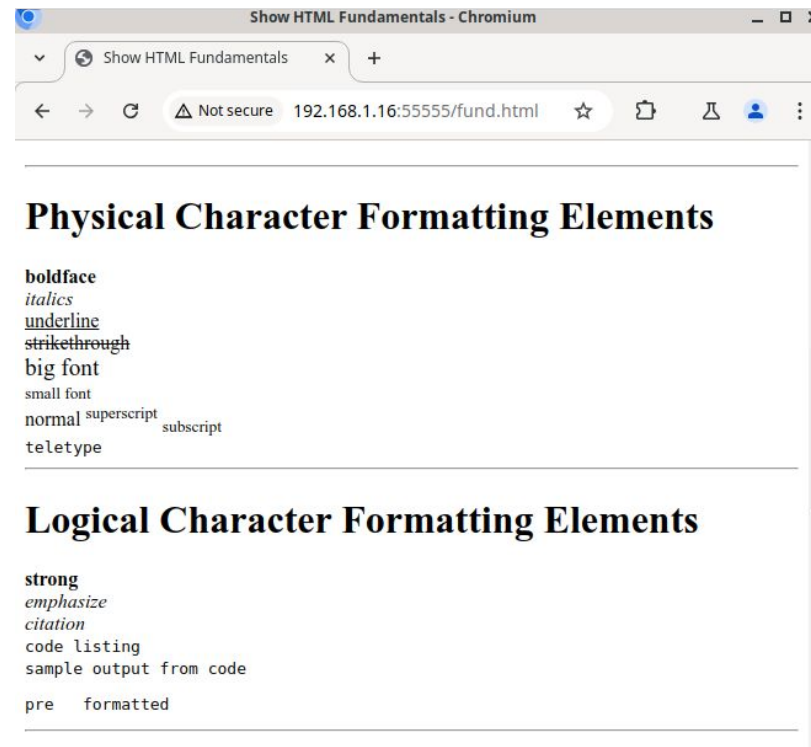 Show HTML Fundamentals - Chromium
Show HTML Fundamentals
Not secure 192.168.1.16:55555/fund.html
Physical Character Formatting Elements
boldface
italics
underline
strikethrough
big font
small font
normal superscript subscript
teletype
Logical Character Formatting Elements
strong
emphasize
citation
code listing
sample output from code
pre   formatted